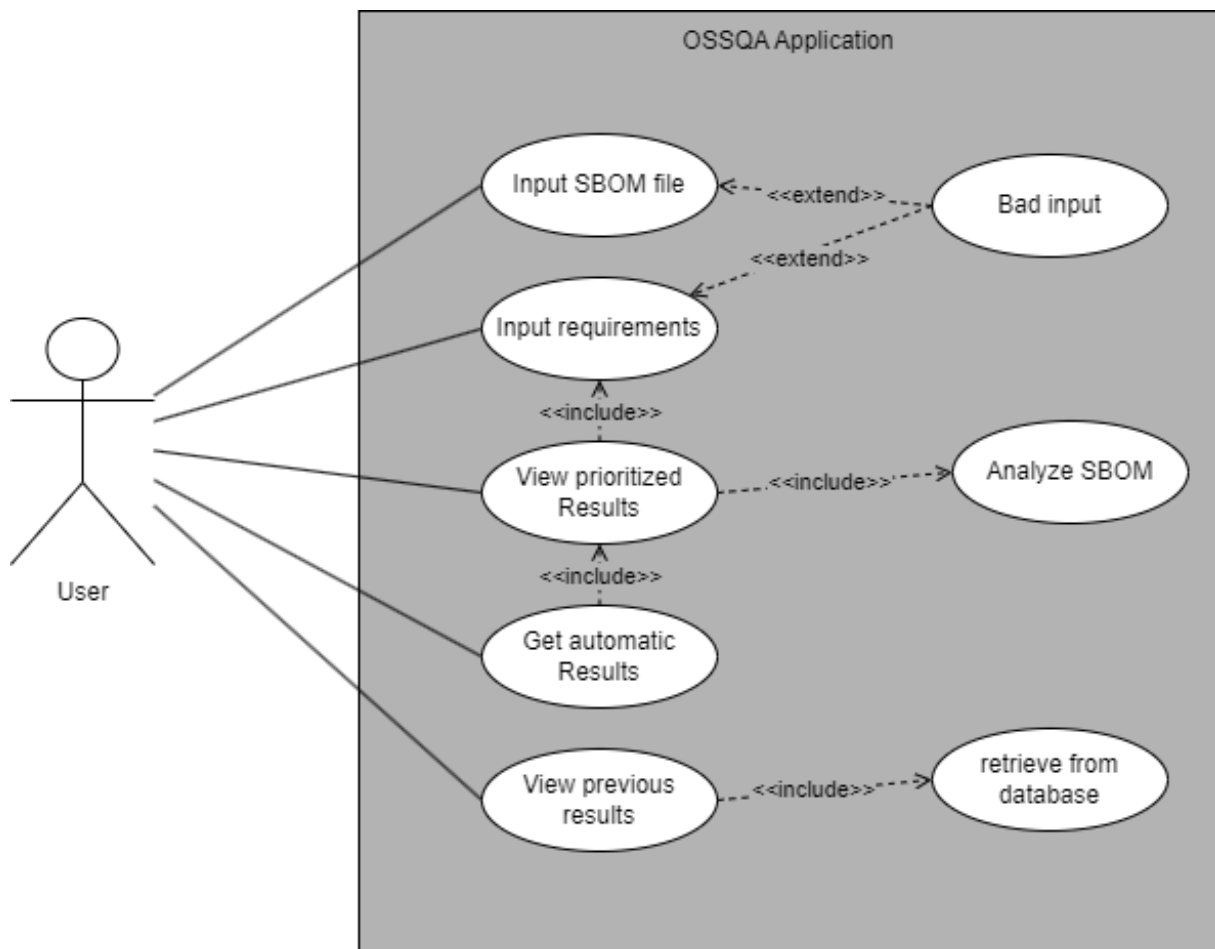 OSSQA Application
Input SBOM file
<<extend>>
Bad input
<<extend>>
Input requirements
<<include>>
View prioritized
Results
<<include>>
Analyze SBOM
<<include>>
User
Get automatic
Results
View previous
results
<<include>>
retrieve from
database